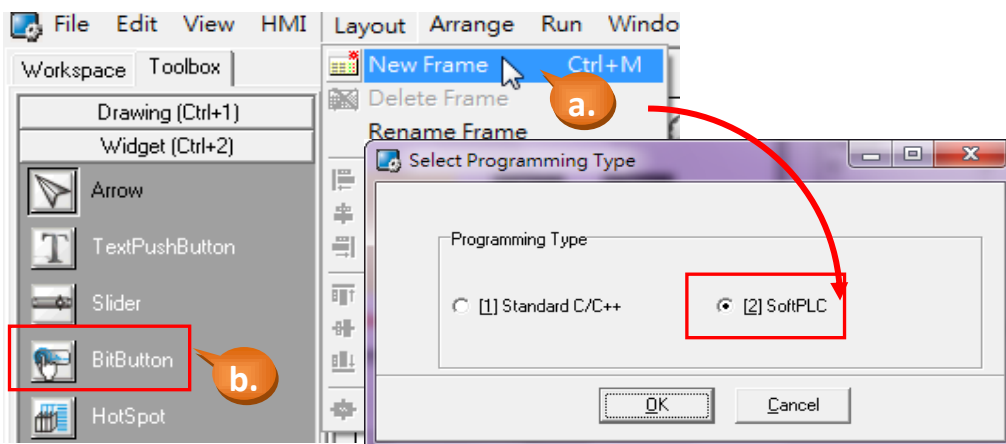 File Edit View HMI Layout Arrange Run Windo
Workspace Toolbox
New Frame Ctrl+M
a.
Delete Frame
Rename Frame
Drawing (Ctrl+1)
Widget (Ctrl+2)
Arrow
TextPushButton
Slider
BitButton
b.
HotSpot
Select Programming Type
Programming Type
[1] Standard C/C++ [2] SoftPLC
OK Cancel